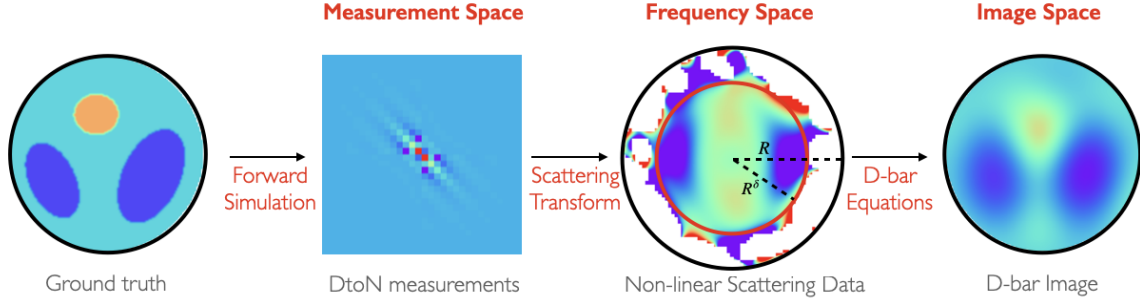 Measurement Space
Frequency Space
Image Space
Forward
Simulation
Scattering
Transform
R
R^δ
D-bar
Equations
Ground truth
DtoN measurements
Non-linear Scattering Data
D-bar Image